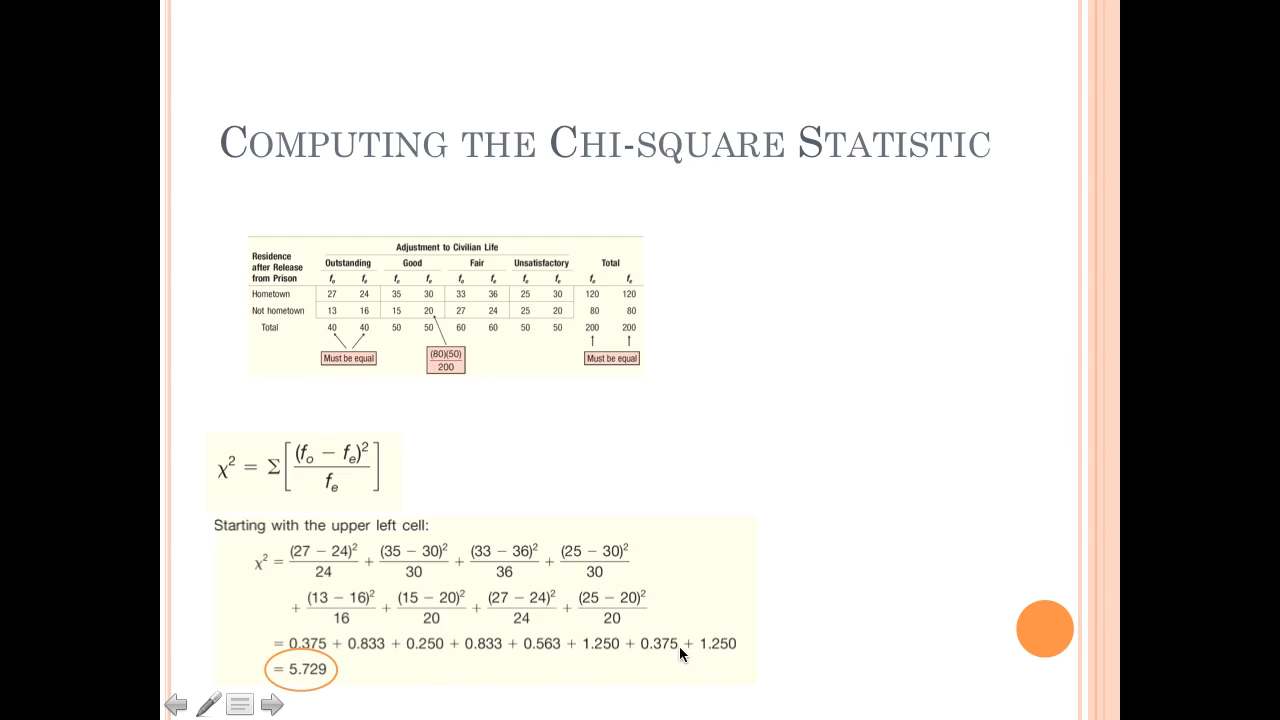 COMPUTING THE CHI-SQUARE STATISTIC
Adjustment to Civilian Life
Residence after Release from Prison Outstanding Good Fair Unsatisfactory Total
fo fe fo fe fo fe fo fe fo fe
Hometown 27 24 35 30 33 36 25 30 120 120
Not hometown 13 16 15 20 27 24 25 20 80 80
Total 40 40 50 50 60 60 50 50 200 200
Must be equal (80)(50)/200 Must be equal
χ² = Σ[(fo − fe)²/fe]
Starting with the upper left cell:
χ² = (27 − 24)²/24 + (35 − 30)²/30 + (33 − 36)²/36 + (25 − 30)²/30
+ (13 − 16)²/16 + (15 − 20)²/20 + (27 − 24)²/24 + (25 − 20)²/20
= 0.375 + 0.833 + 0.250 + 0.833 + 0.563 + 1.250 + 0.375 + 1.250
= 5.729